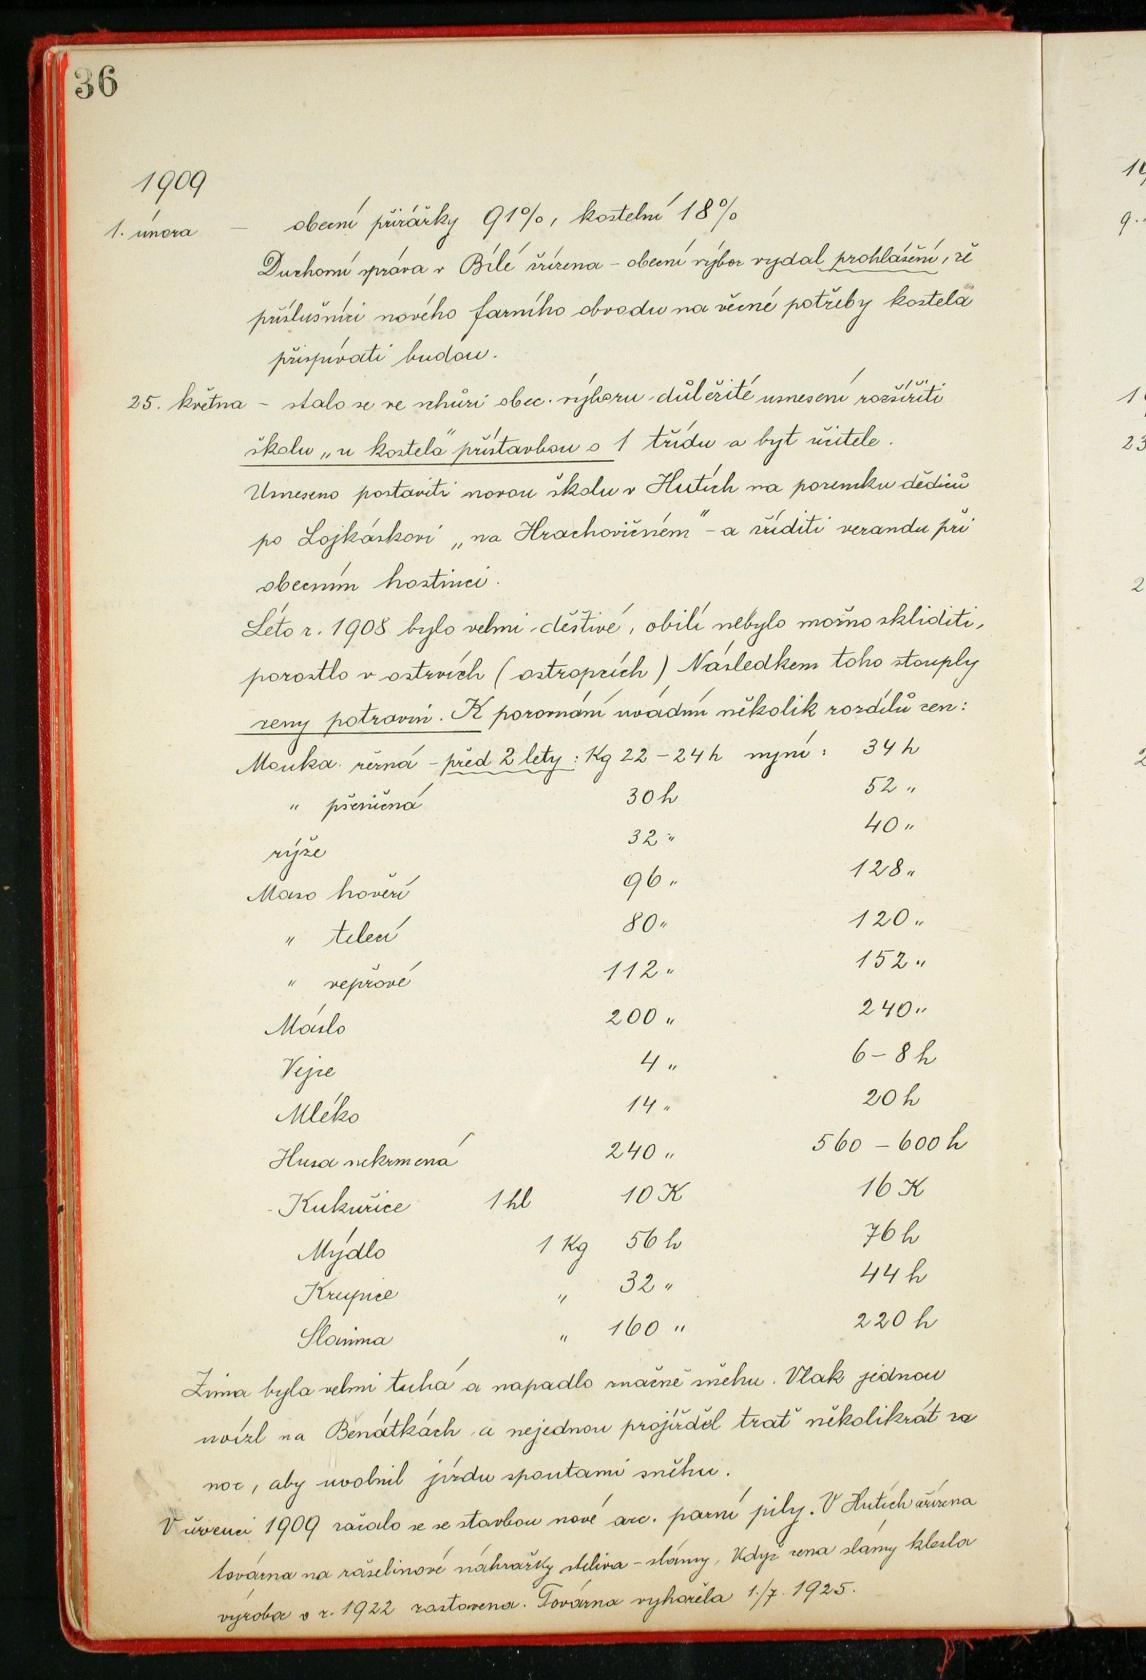 36
1909
1. února – obecní přirážky 91%, kostelní 18%
Duchovní správa v Bílé zřízena – obecní výbor vydal prohlášení, že
příslušníci nového farního obvodu na věcné potřeby kostela
přispívati budou.
25. května – stalo se ve schůzi obec. výboru důležité usnesení rozšířiti
školu „u kostela" přístavbou o 1 třídu a byt učitele.
Usneseno postaviti novou školu v Hutích na pozemku dědiců
po Lojkáskovi „na Hrachovičném" – a zříditi verandu při
obecním hostinci.
Léto r. 1908 bylo velmi deštivé, obilí nebylo možno skliditi,
porostlo v ostrvích (ostropcích) Následkem toho stouply
ceny potravin. K porovnání uvádím několik rozdílů cen:
Mouka režná – před 2 lety: Kg 22–24 h nyní: 34 h
" pšeničná 30 h 52 "
rýže 32 " 40 "
Maso hovězí 96 " 128 "
" telecí 80 " 120 "
" vepřové 112 " 152 "
Máslo 200 " 240 "
Vejce 4 " 6–8 h
Mléko 14 " 20 h
Husa nekrmená 240 " 560 – 600 h
Kukuřice 1 hl 10 K 16 K
Mýdlo 1 Kg 56 h 76 h
Krupice " 32 " 44 h
Slanina " 160 " 220 h
Zima byla velmi tuhá a napadlo značně sněhu. Vlak jednou
uvízl na Benátkách a nejednou projížděl trať několikrát za
noc, aby uvolnil jízdu spoutami sněhu.
V červenci 1909 začalo se se stavbou nové arc. parní pily. V Hutích zřízena
továrna na rašelinové náhražky steliva – slámy, když cena slámy klesla
výroba v r. 1922 zastavena. Továrna vyhořela 1./7. 1925.